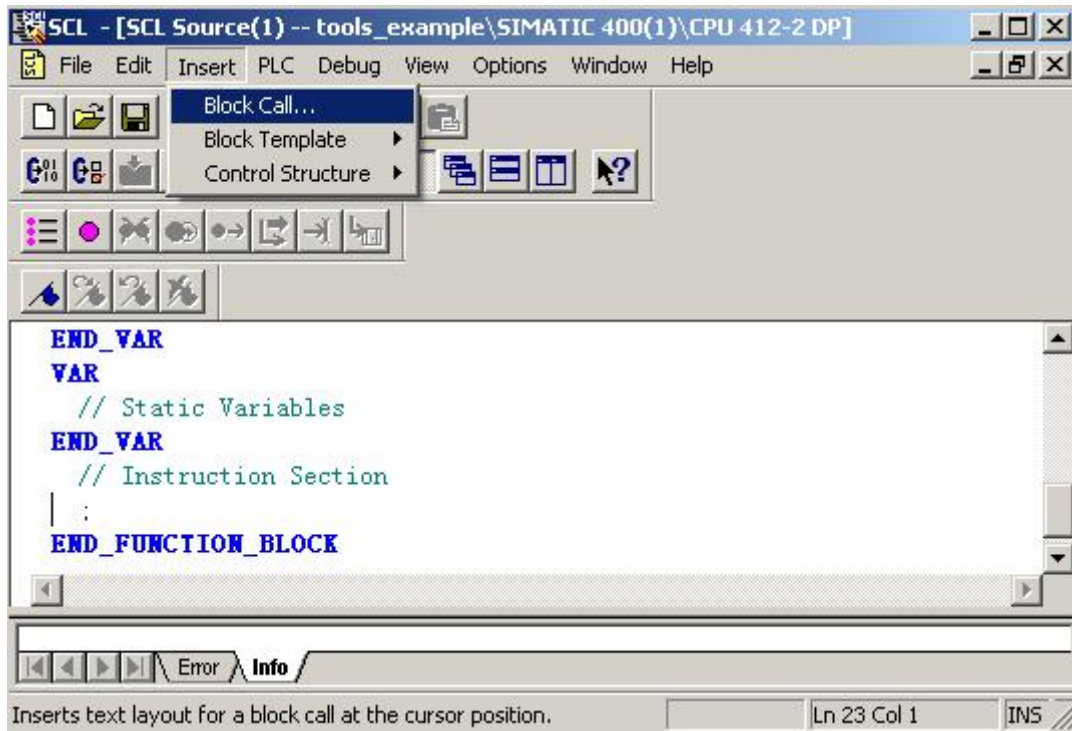 SCL - [SCL Source(1) -- tools_example\SIMATIC 400(1)\CPU 412-2 DP]
File Edit Insert PLC Debug View Options Window Help
Block Call...
Block Template
Control Structure
END_VAR
VAR
// Static Variables
END_VAR
// Instruction Section
;
END_FUNCTION_BLOCK
Error Info
Inserts text layout for a block call at the cursor position. Ln 23 Col 1 INS